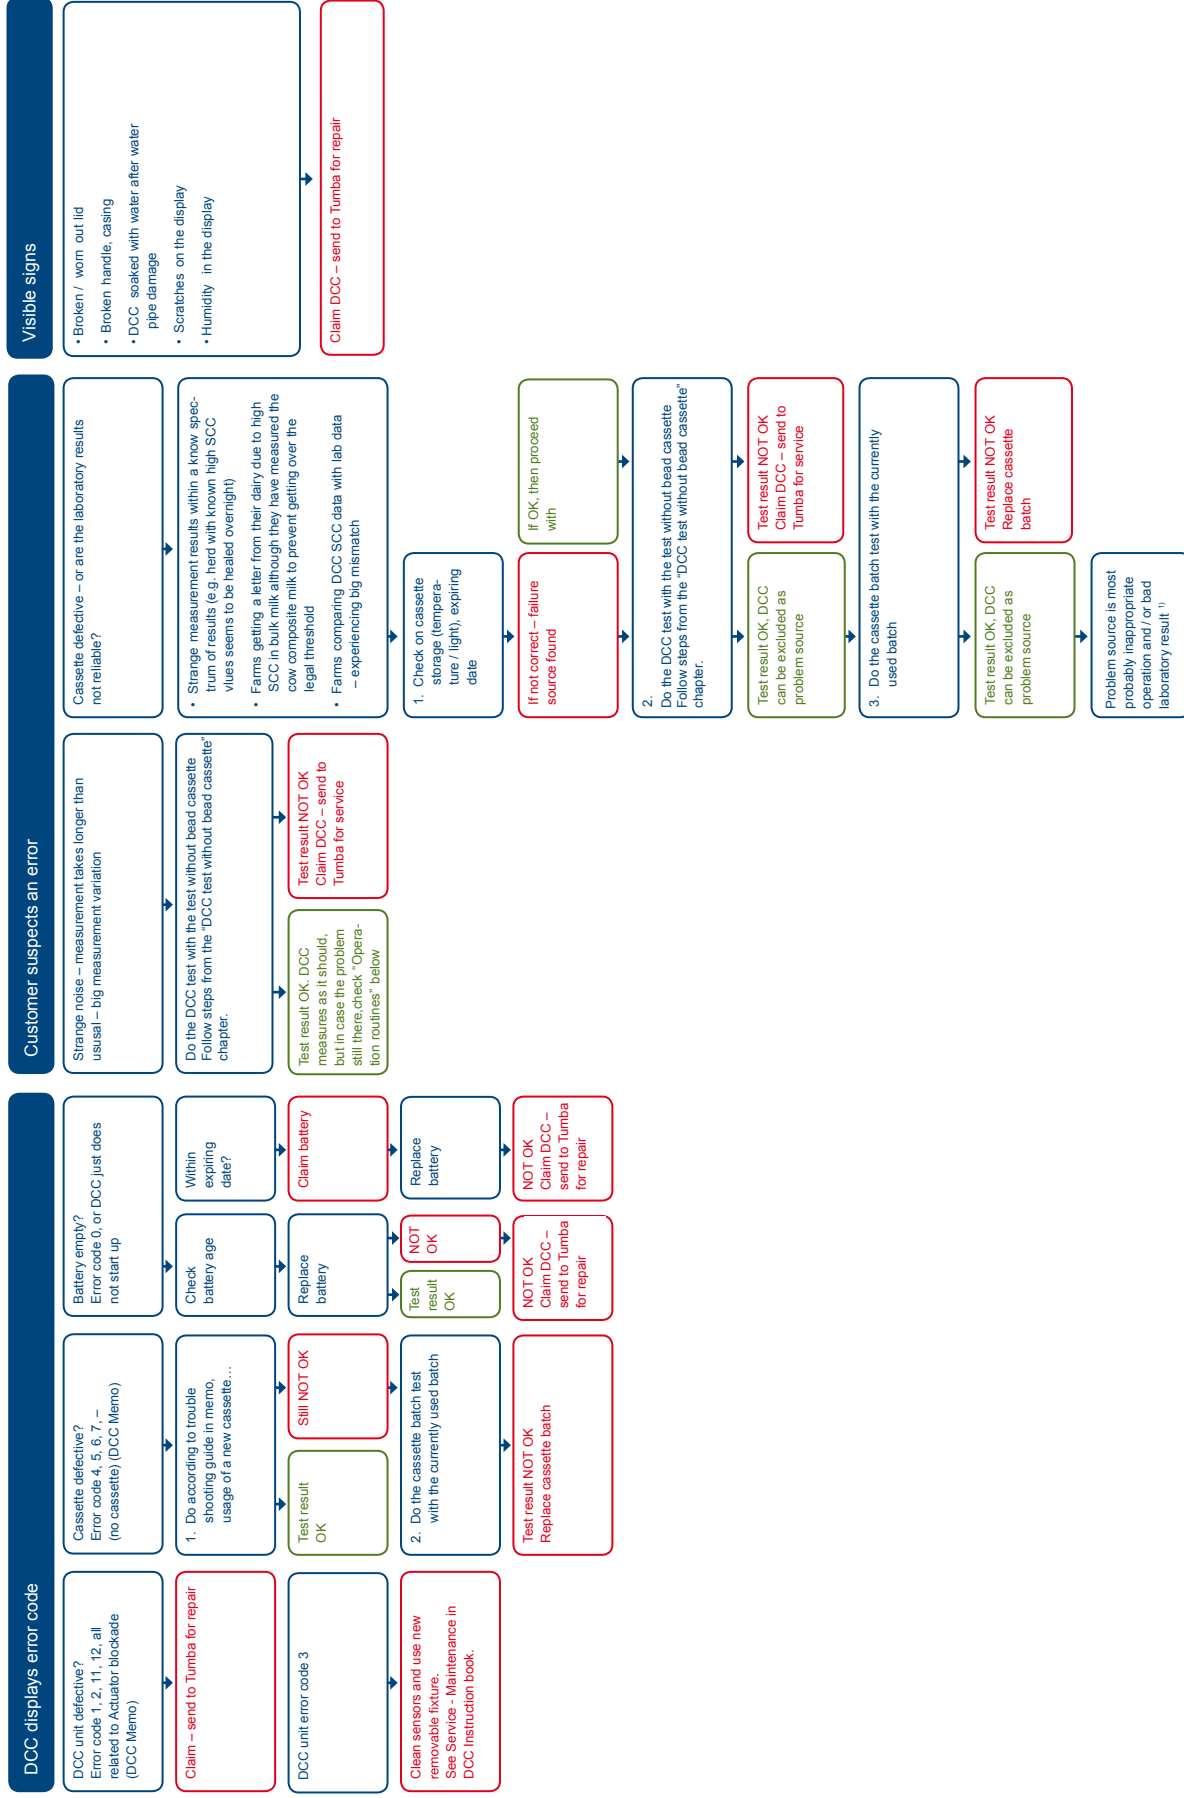 DCC displays error code
DCC unit defective?
Error code 1, 2, 11, 12, all
related to Actuator blockade
(DCC Memo)
Claim – send to Tumba for repair
DCC unit error code 3
Clean sensors and use new
removable fixture.
See Service - Maintenance in
DCC Instruction book.
Cassette defective?
Error code 4, 5, 6, 7, –
(no cassette) (DCC Memo)
1. Do according to trouble
shooting guide in memo,
usage of a new cassette…
Test result
OK
Still NOT OK
2. Do the cassette batch test
with the currently used batch
Test result NOT OK
Replace cassette batch
Battery empty?
Error code 0, or DCC just does
not start up
Check
battery age
Replace
battery
Test
result
OK
NOT
OK
NOT OK
Claim DCC –
send to Tumba
for repair
Within
expiring
date?
Claim battery
Replace
battery
NOT OK
Claim DCC –
send to Tumba
for repair
Customer suspects an error
Strange noise – measurement takes longer than
ususal – big measurement variation
Do the DCC test with the test without bead cassette
Follow steps from the “DCC test without bead cassette”
chapter.
Test result OK. DCC
measures as it should,
but in case the problem
still there,check “Opera-
tion routines” below
Test result NOT OK
Claim DCC – send to
Tumba for service
Cassette defective – or are the laboratory results
not reliable?
• Strange measurement results within a know spec-
trum of results (e.g. herd with known high SCC
vlues seems to be healed overnight)
• Farms getting a letter from their dairy due to high
SCC in bulk milk although they have measured the
cow composite milk to prevent getting over the
legal threshold
• Farms comparing DCC SCC data with lab data
– experiencing big mismatch
1. Check on cassette
storage (tempera-
ture / light), expiring
date
If not correct – failure
source found
If OK, then proceed
with
2.
Do the DCC test with the test without bead cassette
Follow steps from the “DCC test without bead cassette”
chapter.
Test result OK, DCC
can be excluded as
problem source
Test result NOT OK
Claim DCC – send to
Tumba for service
3. Do the cassette batch test with the currently
used batch
Test result OK, DCC
can be excluded as
problem source
Test result NOT OK
Replace cassette
batch
Problem source is most
probably inappropriate
operation and / or bad
laboratory result ¹⁾
Visible signs
• Broken / worn out lid
• Broken handle, casing
• DCC soaked with water after water
pipe damage
• Scratches on the display
• Humidity in the display
Claim DCC – send to Tumba for repair